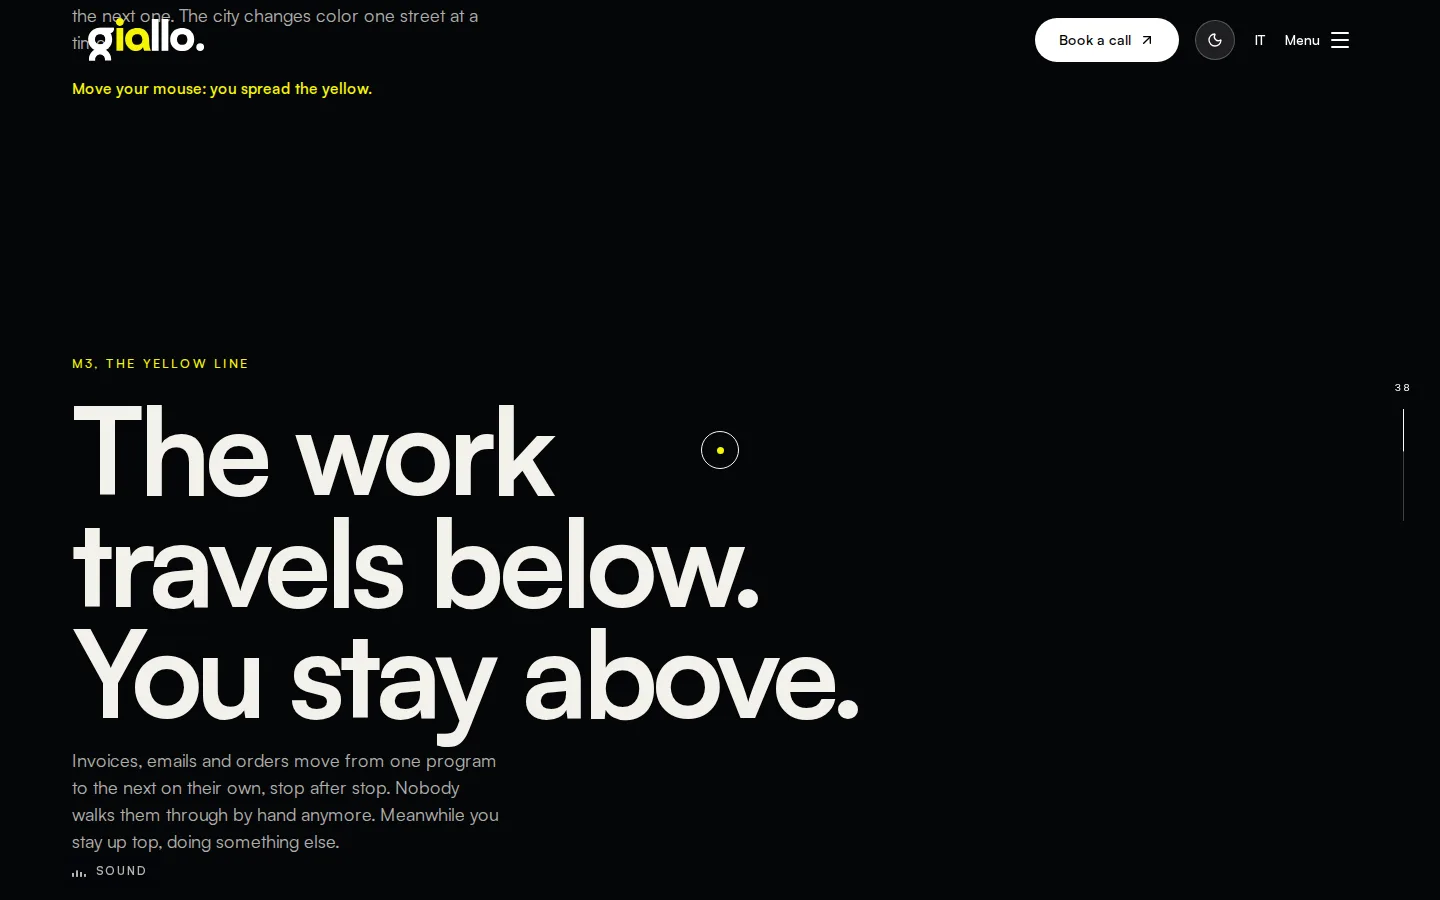 the next one. The city changes color one street at a
time.
giallo.
Book a call
IT
Menu
Move your mouse: you spread the yellow.
M3, THE YELLOW LINE
38
The work
travels below.
You stay above.
Invoices, emails and orders move from one program
to the next on their own, stop after stop. Nobody
walks them through by hand anymore. Meanwhile you
stay up top, doing something else.
SOUND